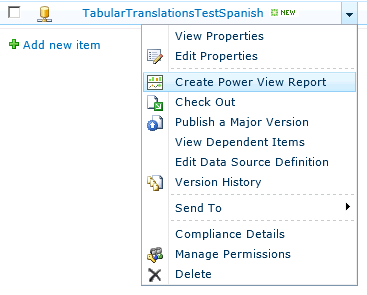 TabularTranslationsTestSpanish NEW
Add new item
View Properties
Edit Properties
Create Power View Report
Check Out
Publish a Major Version
View Dependent Items
Edit Data Source Definition
Version History
Send To
Compliance Details
Manage Permissions
Delete